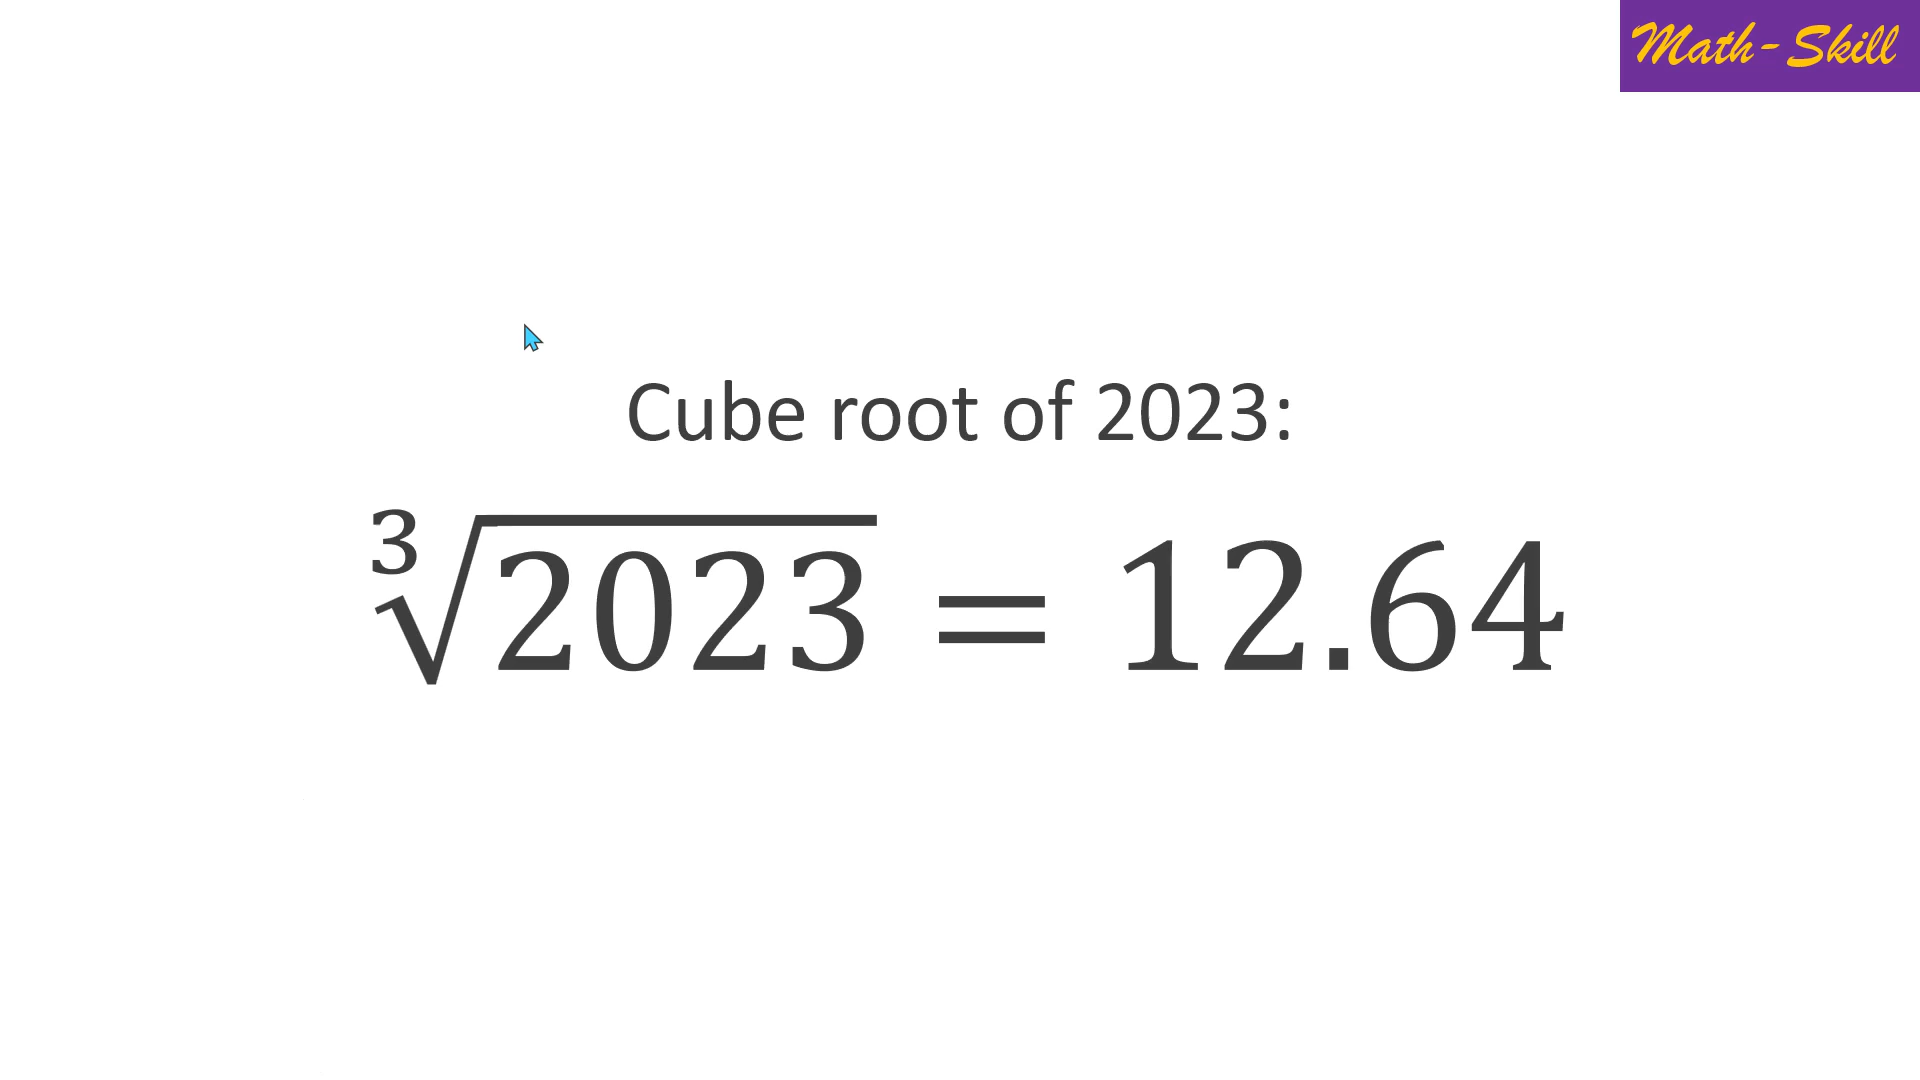 Math-Skill
Cube root of 2023:
∛2023 = 12.64